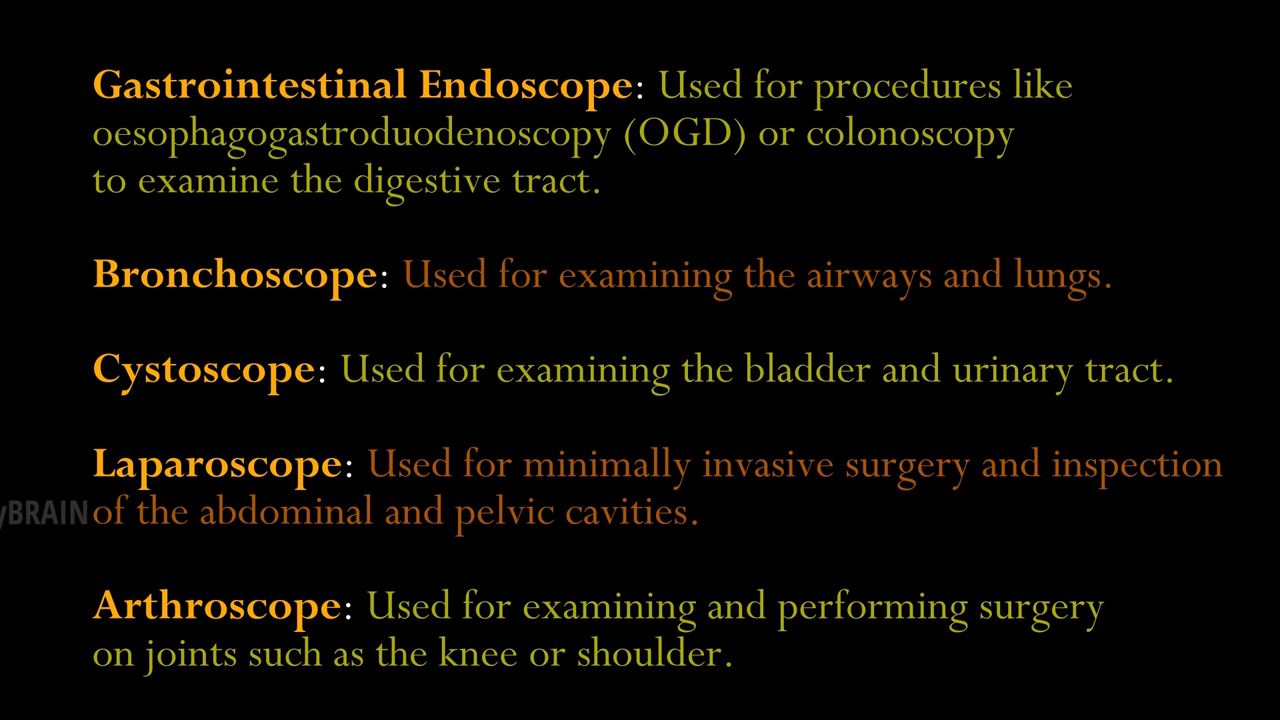 Gastrointestinal Endoscope: Used for procedures like
oesophagogastroduodenoscopy (OGD) or colonoscopy
to examine the digestive tract.
Bronchoscope: Used for examining the airways and lungs.
Cystoscope: Used for examining the bladder and urinary tract.
Laparoscope: Used for minimally invasive surgery and inspection
yBRAIN
of the abdominal and pelvic cavities.
Arthroscope: Used for examining and performing surgery
on joints such as the knee or shoulder.